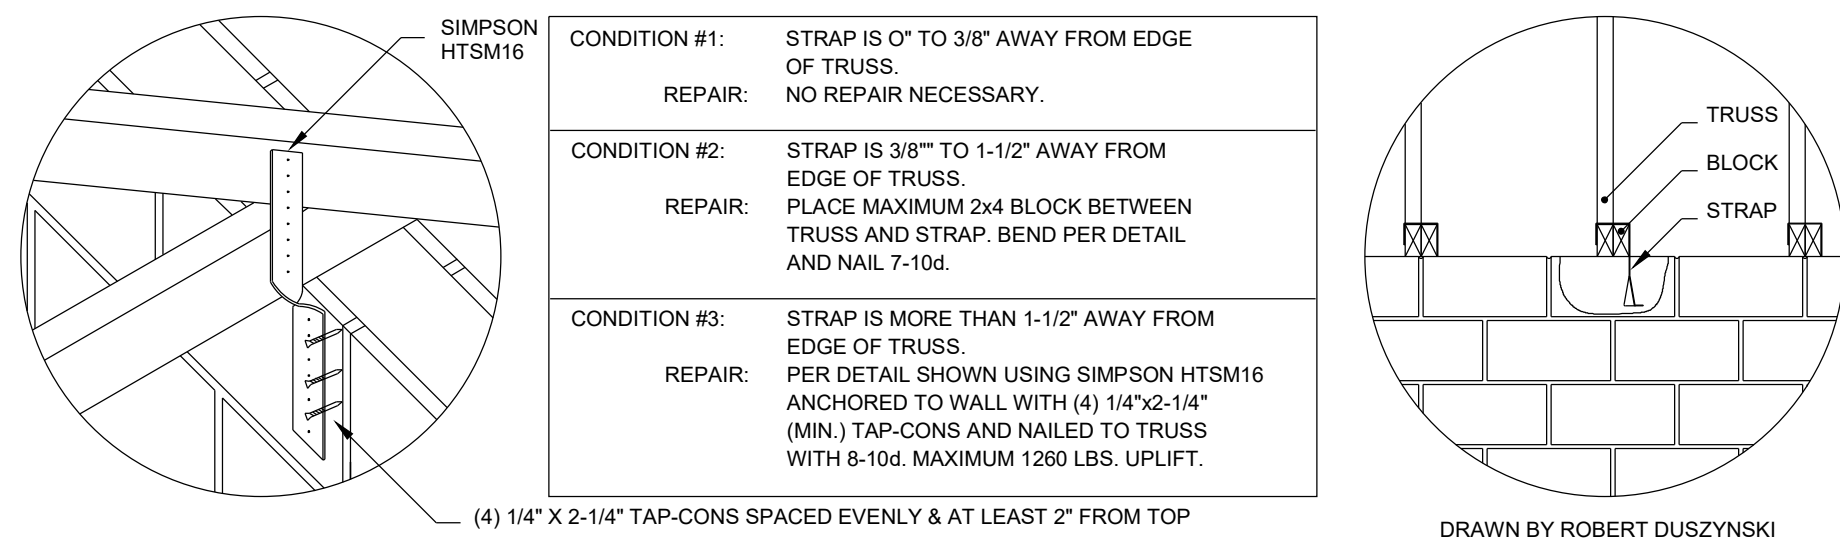 SIMPSON
HTSM16
CONDITION #1: STRAP IS O" TO 3/8" AWAY FROM EDGE
OF TRUSS.
REPAIR: NO REPAIR NECESSARY.
CONDITION #2: STRAP IS 3/8"" TO 1-1/2" AWAY FROM
EDGE OF TRUSS.
REPAIR: PLACE MAXIMUM 2x4 BLOCK BETWEEN
TRUSS AND STRAP. BEND PER DETAIL
AND NAIL 7-10d.
CONDITION #3: STRAP IS MORE THAN 1-1/2" AWAY FROM
EDGE OF TRUSS.
REPAIR: PER DETAIL SHOWN USING SIMPSON HTSM16
ANCHORED TO WALL WITH (4) 1/4"x2-1/4"
(MIN.) TAP-CONS AND NAILED TO TRUSS
WITH 8-10d. MAXIMUM 1260 LBS. UPLIFT.
(4) 1/4" X 2-1/4" TAP-CONS SPACED EVENLY & AT LEAST 2" FROM TOP
TRUSS
BLOCK
STRAP
DRAWN BY ROBERT DUSZYNSKI